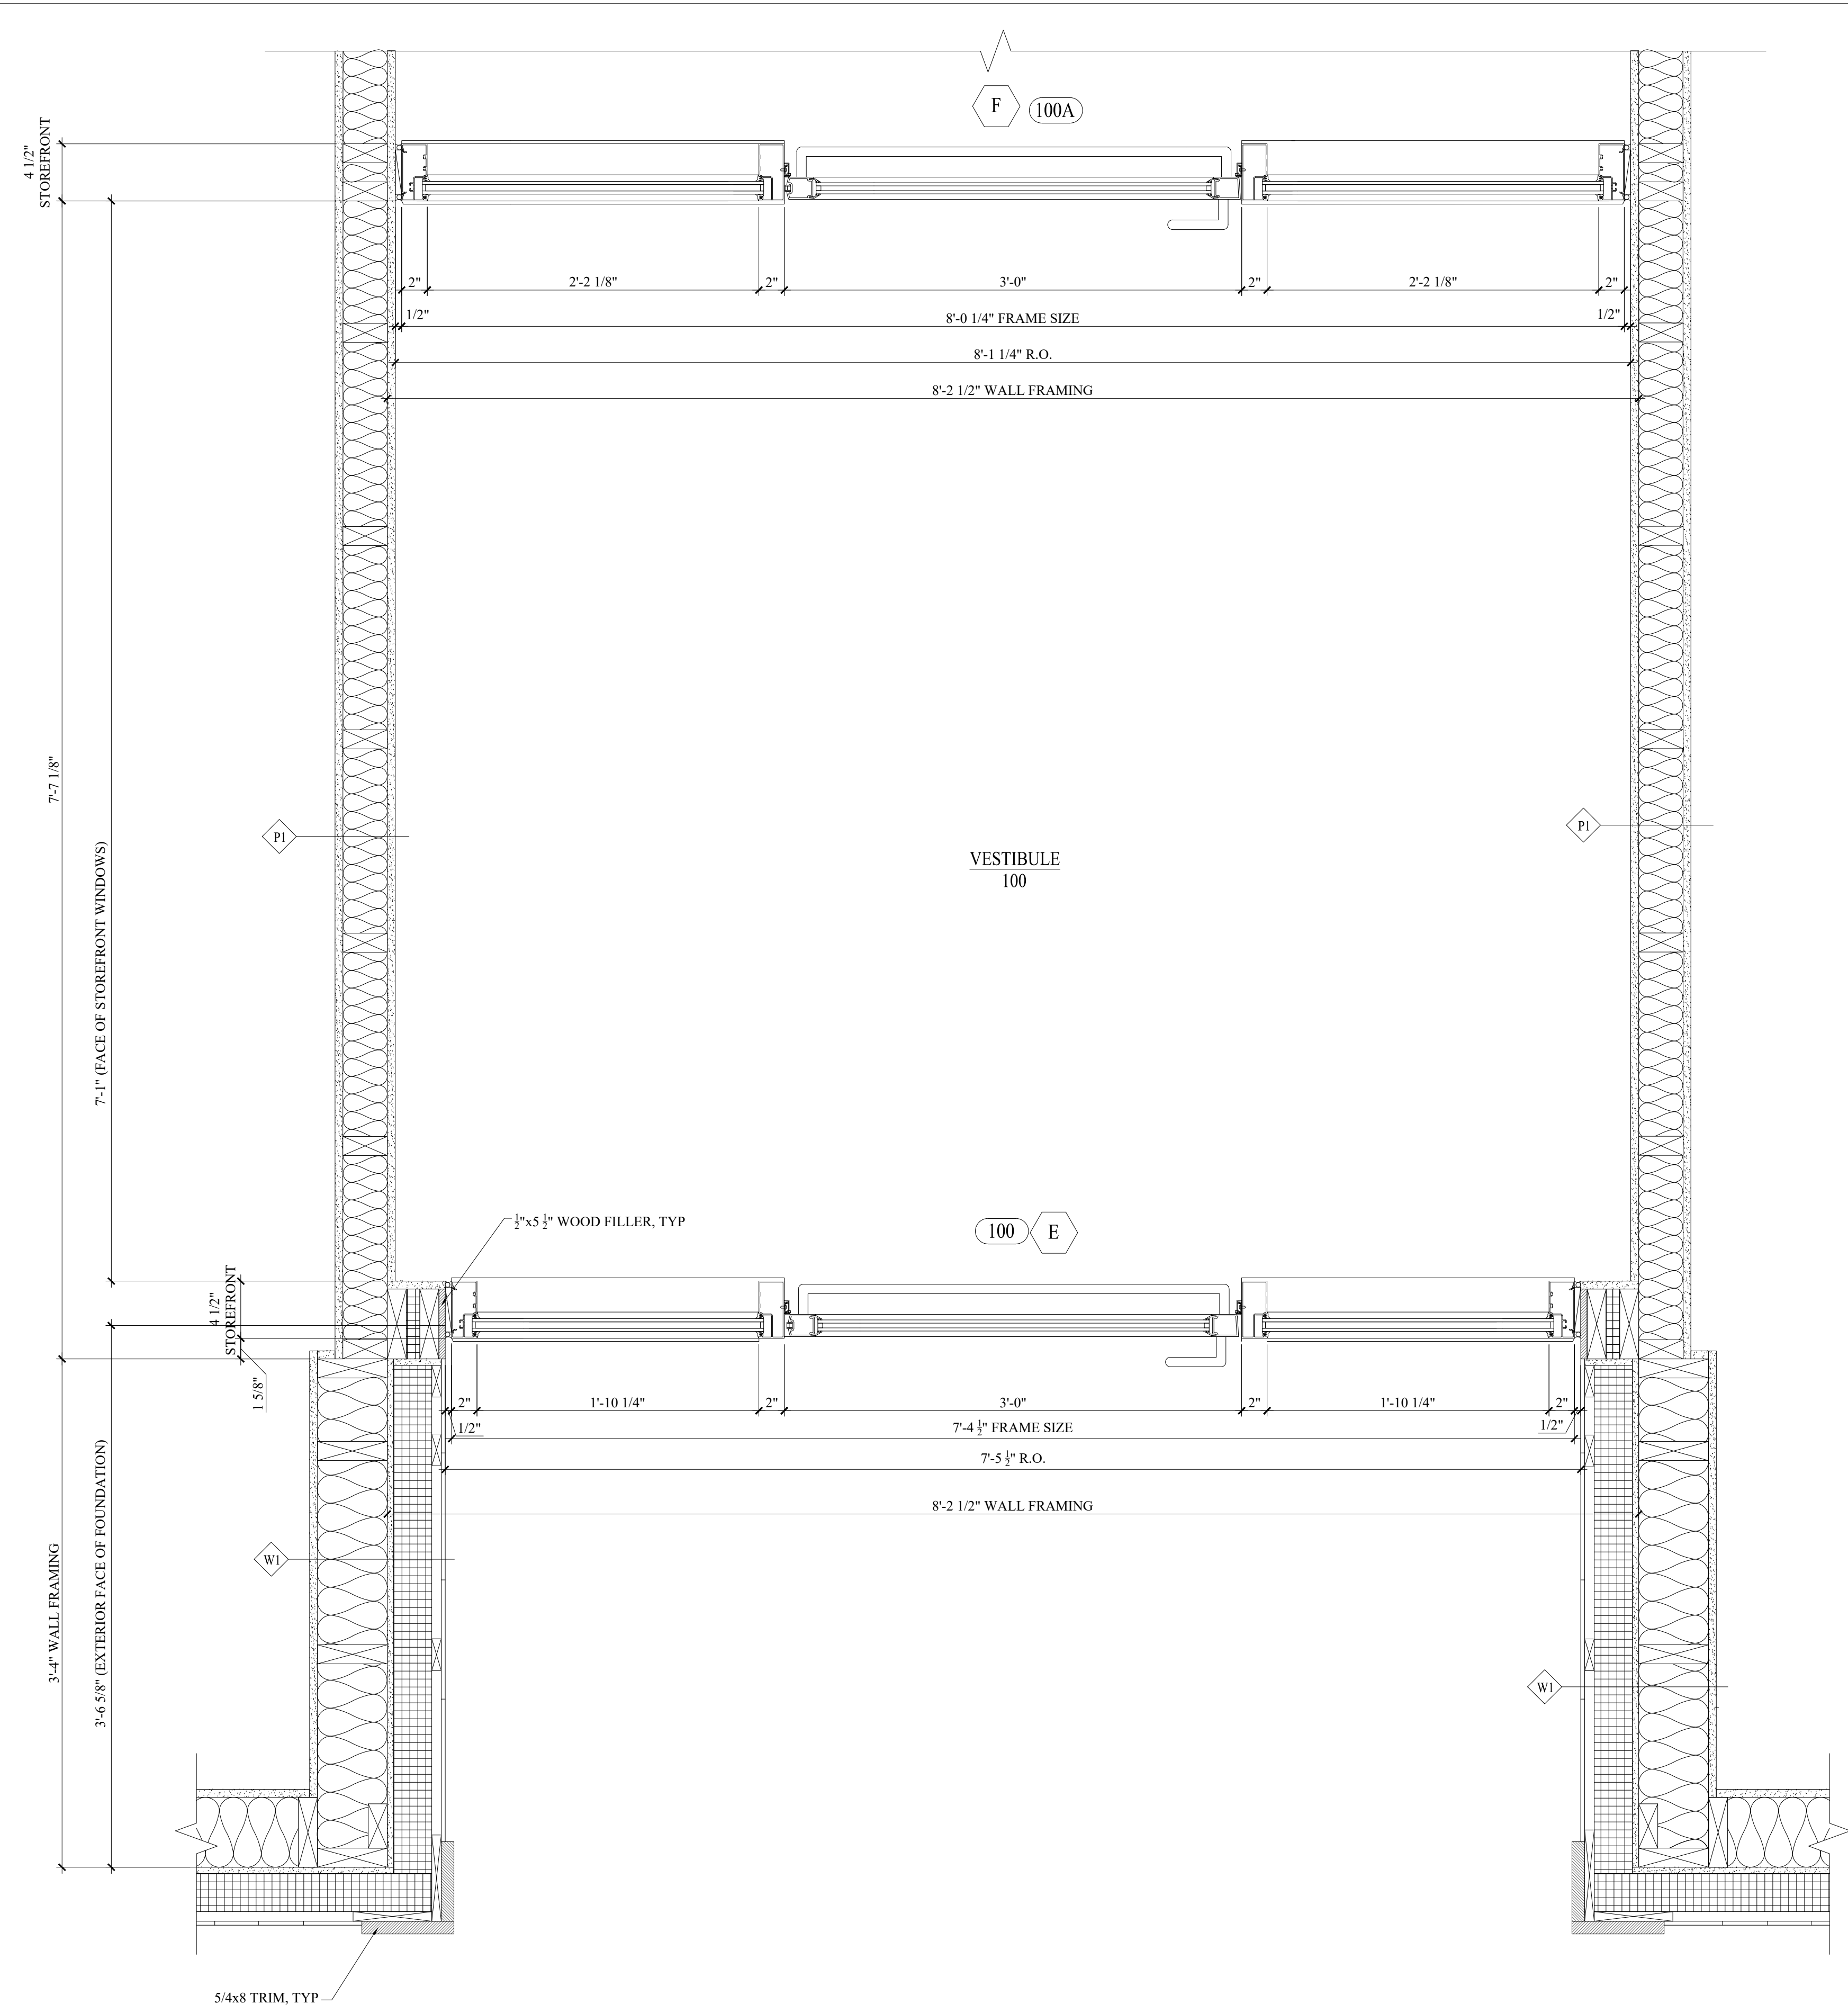 F
100A
4 1/2"
STOREFRONT
2"
2'-2 1/8"
2"
3'-0"
2"
2'-2 1/8"
2"
1/2"
8'-0 1/4" FRAME SIZE
1/2"
8'-1 1/4" R.O.
8'-2 1/2" WALL FRAMING
7'-7 1/8"
7'-1" (FACE OF STOREFRONT WINDOWS)
P1
P1
VESTIBULE
100
½"x5 ½" WOOD FILLER, TYP
100
E
4 1/2"
STOREFRONT
1 5/8"
2"
1'-10 1/4"
2"
3'-0"
2"
1'-10 1/4"
2"
1/2"
7'-4 ½" FRAME SIZE
1/2"
7'-5 ½" R.O.
8'-2 1/2" WALL FRAMING
3'-4" WALL FRAMING
3'-6 5/8" (EXTERIOR FACE OF FOUNDATION)
W1
W1
5/4x8 TRIM, TYP